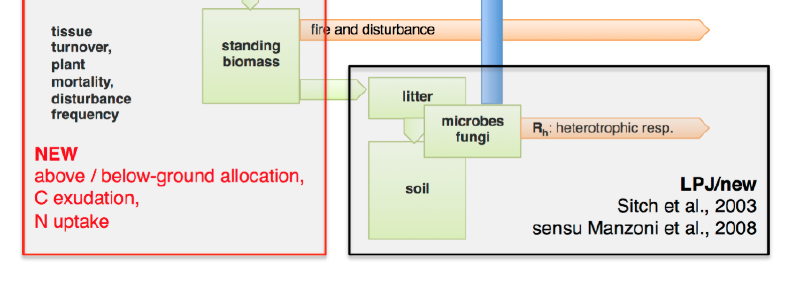 fire and disturbance
tissue
turnover,
plant
mortality,
disturbance
frequency
standing
biomass
litter
microbes
fungi
Rh: heterotrophic resp.
soil
NEW
above / below-ground allocation,
C exudation,
N uptake
LPJ/new
Sitch et al., 2003
sensu Manzoni et al., 2008